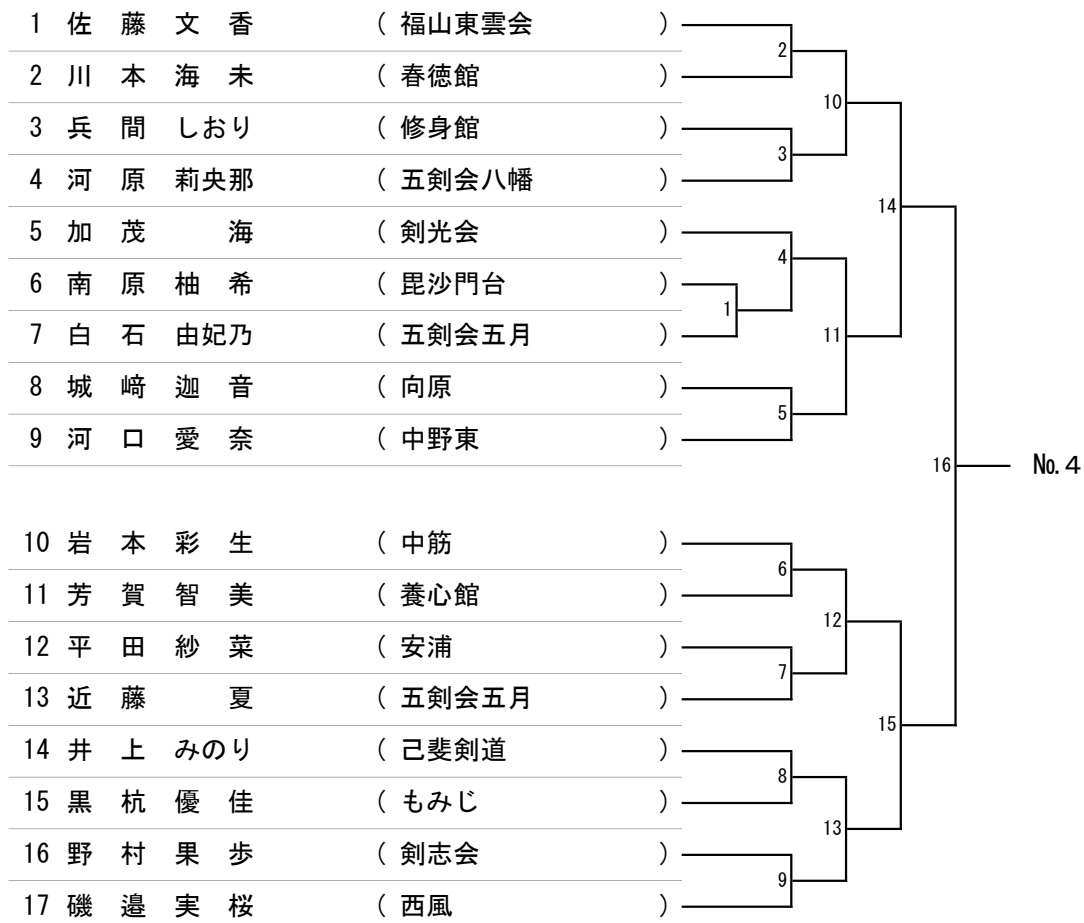 1 佐藤文香 (福山東雲会)
2 川本海未 (春徳館)
3 兵間しおり (修身館)
4 河原莉央那 (五剣会八幡)
5 加茂海 (剣光会)
6 南原柚希 (毘沙門台)
7 白石由妃乃 (五剣会五月)
8 城﨑迦音 (向原)
9 河口愛奈 (中野東)
10 岩本彩生 (中筋)
11 芳賀智美 (養心館)
12 平田紗菜 (安浦)
13 近藤夏 (五剣会五月)
14 井上みのり (己斐剣道)
15 黒杭優佳 (もみじ)
16 野村果歩 (剣志会)
17 磯邉実桜 (西風)
2
10
3
14
4
1
11
5
16 № 4
6
12
7
15
8
13
9